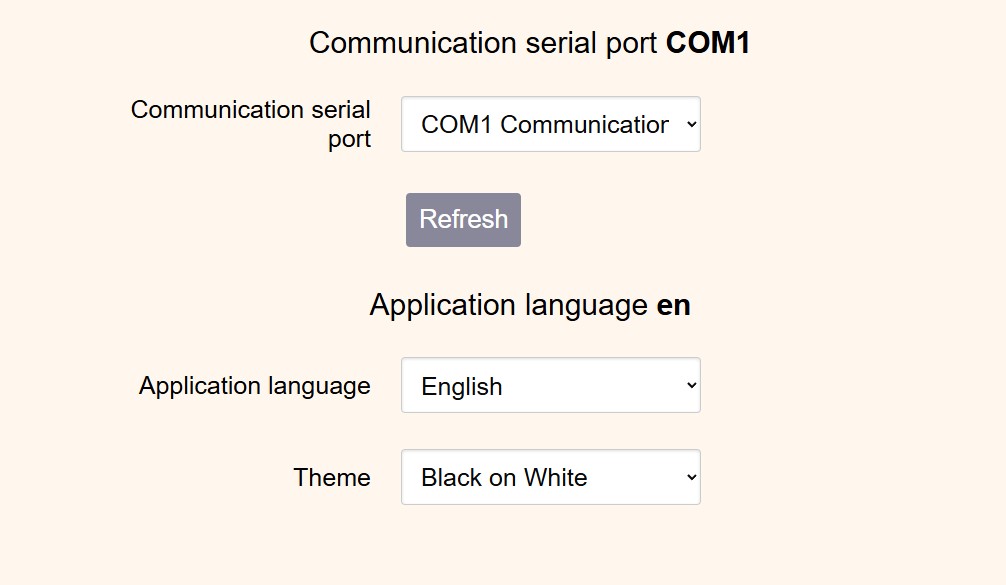 Communication serial port COM1
Communication serial
port
COM1 Communication
Refresh
Application language en
Application language
English
Theme
Black on White